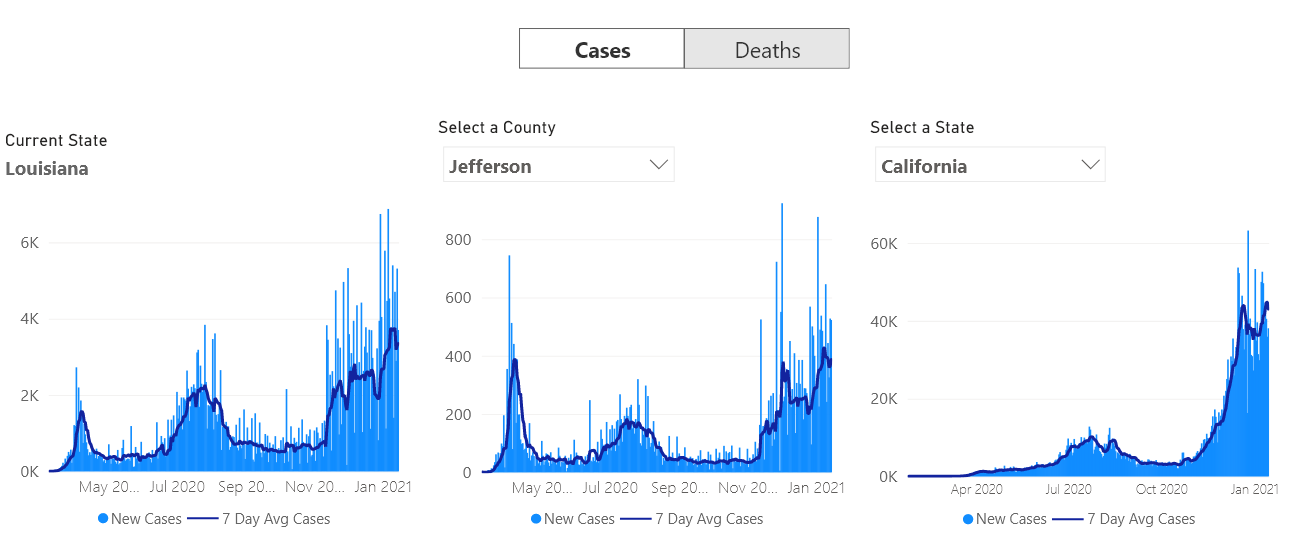 Cases Deaths
Current State
Louisiana
6K
4K
2K
0K
May 20... Jul 2020 Sep 20... Nov 20... Jan 2021
New Cases 7 Day Avg Cases
Select a County
Jefferson
800
600
400
200
0
May 20... Jul 2020 Sep 20... Nov 20... Jan 2021
New Cases 7 Day Avg Cases
Select a State
California
60K
40K
20K
0K
Apr 2020 Jul 2020 Oct 2020 Jan 2021
New Cases 7 Day Avg Cases